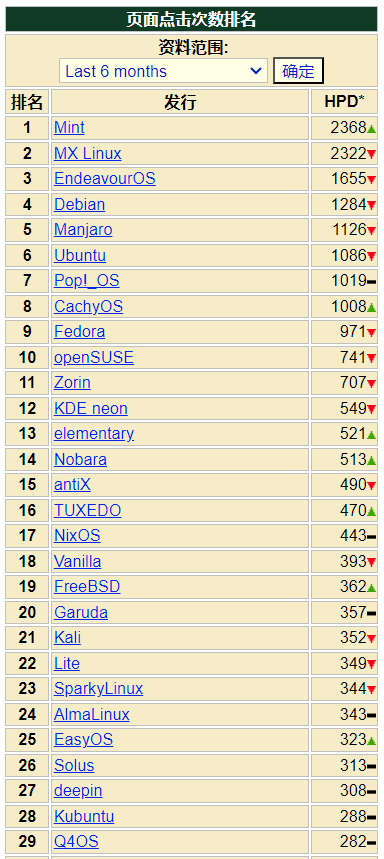 页面点击次数排名
资料范围:
Last 6 months 确定
排名 发行 HPD*
1 Mint 2368
2 MX Linux 2322
3 EndeavourOS 1655
4 Debian 1284
5 Manjaro 1126
6 Ubuntu 1086
7 Pop!_OS 1019
8 CachyOS 1008
9 Fedora 971
10 openSUSE 741
11 Zorin 707
12 KDE neon 549
13 elementary 521
14 Nobara 513
15 antiX 490
16 TUXEDO 470
17 NixOS 443
18 Vanilla 393
19 FreeBSD 362
20 Garuda 357
21 Kali 352
22 Lite 349
23 SparkyLinux 344
24 AlmaLinux 343
25 EasyOS 323
26 Solus 313
27 deepin 308
28 Kubuntu 288
29 Q4OS 282